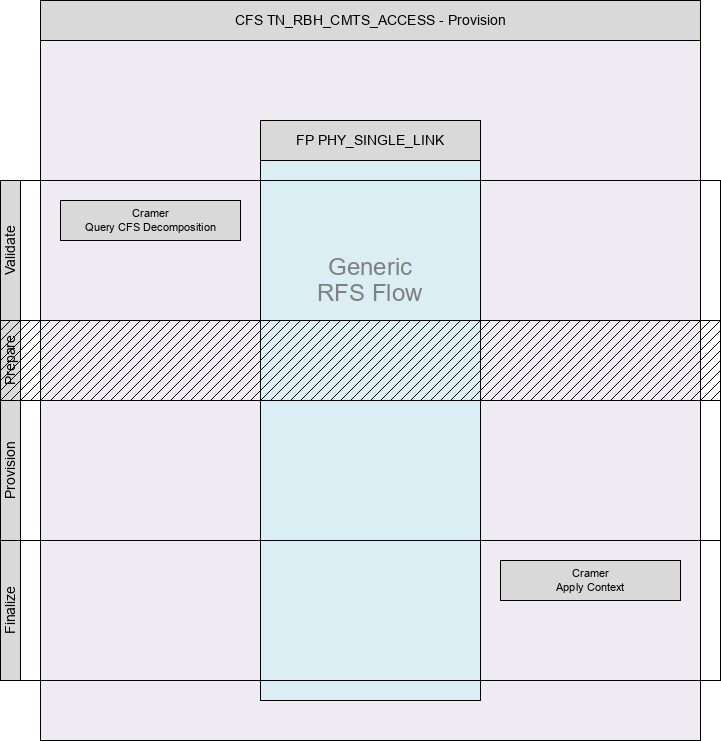 CFS TN_RBH_CMTS_ACCESS - Provision
FP PHY_SINGLE_LINK
Validate
Cramer
Query CFS Decomposition
Generic
RFS Flow
Prepare
Provision
Finalize
Cramer
Apply Context